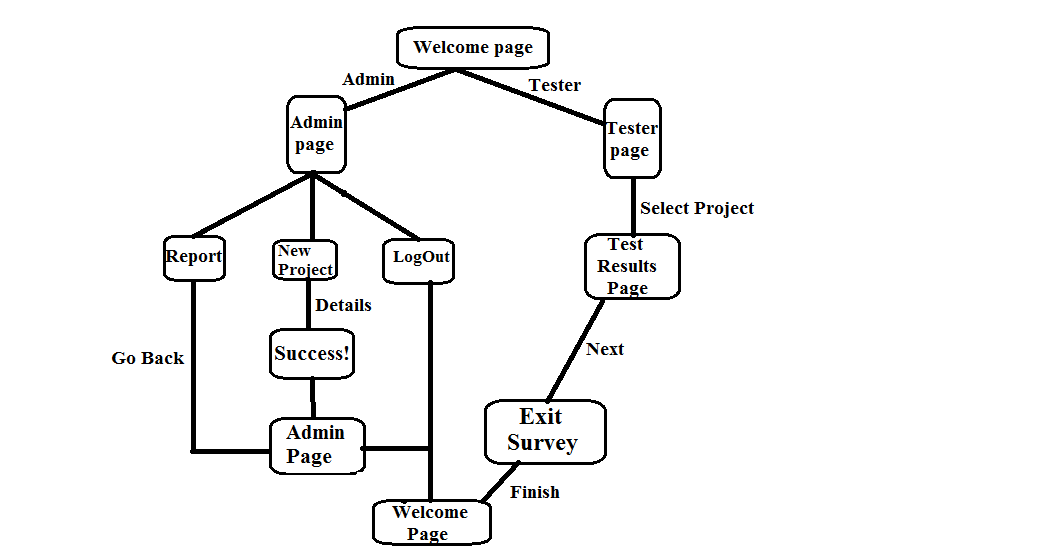 Welcome page
Admin
Tester
Admin
page
Tester
page
Select Project
Report
New
Project
LogOut
Test
Results
Page
Details
Success!
Go Back
Next
Exit
Survey
Admin
Page
Finish
Welcome
Page